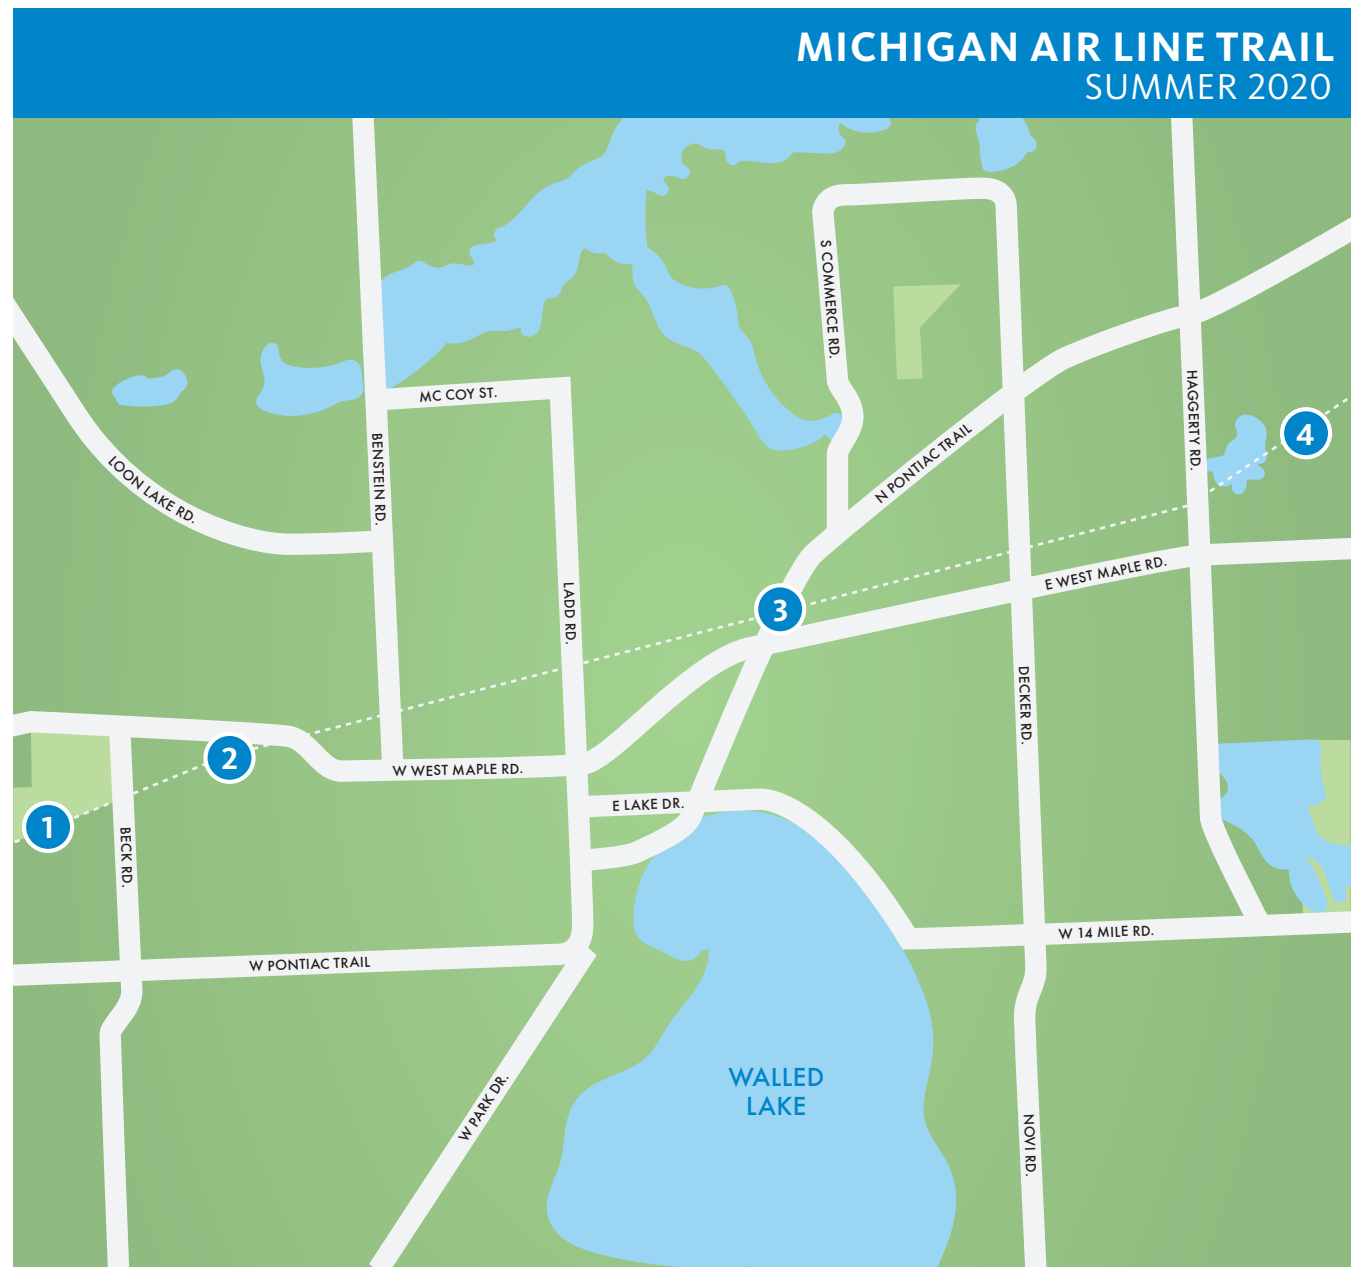 MICHIGAN AIR LINE TRAIL
SUMMER 2020
S COMMERCE RD.
MC COY ST.
HAGGERTY RD.
BENSTEIN RD.
N PONTIAC TRAIL
4
LOON LAKE RD.
E WEST MAPLE RD.
LADD RD.
3
DECKER RD.
2
W WEST MAPLE RD.
E LAKE DR.
1
BECK RD.
W 14 MILE RD.
W PONTIAC TRAIL
WALLED
LAKE
W PARK DR.
NOVI RD.